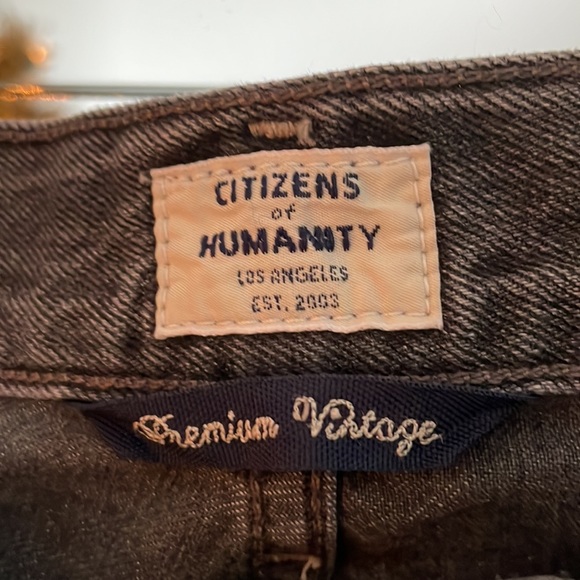 CITIZENS
of
HUMANITY
LOS ANGELES
EST. 2003
Premium Vintage